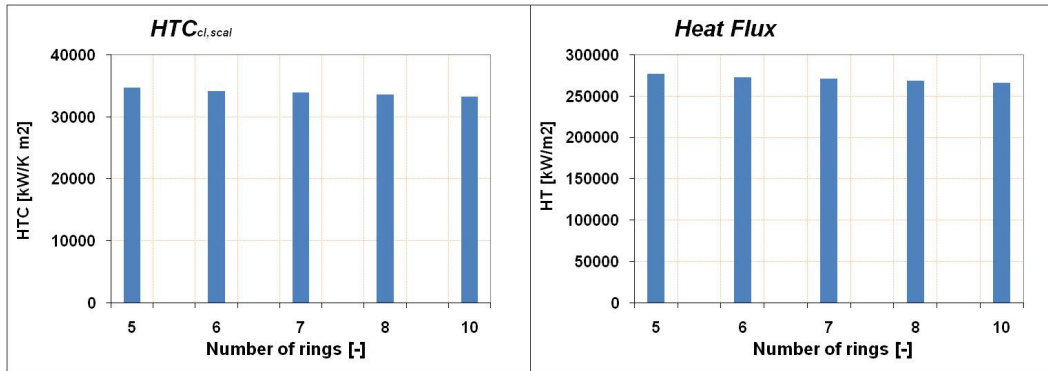 HTCcl,scal
40000
30000
20000
10000
0
HTC [kW/K m2]
5 6 7 8 10
Number of rings [-]
Heat Flux
300000
250000
200000
150000
100000
50000
0
HT [kW/m2]
5 6 7 8 10
Number of rings [-]